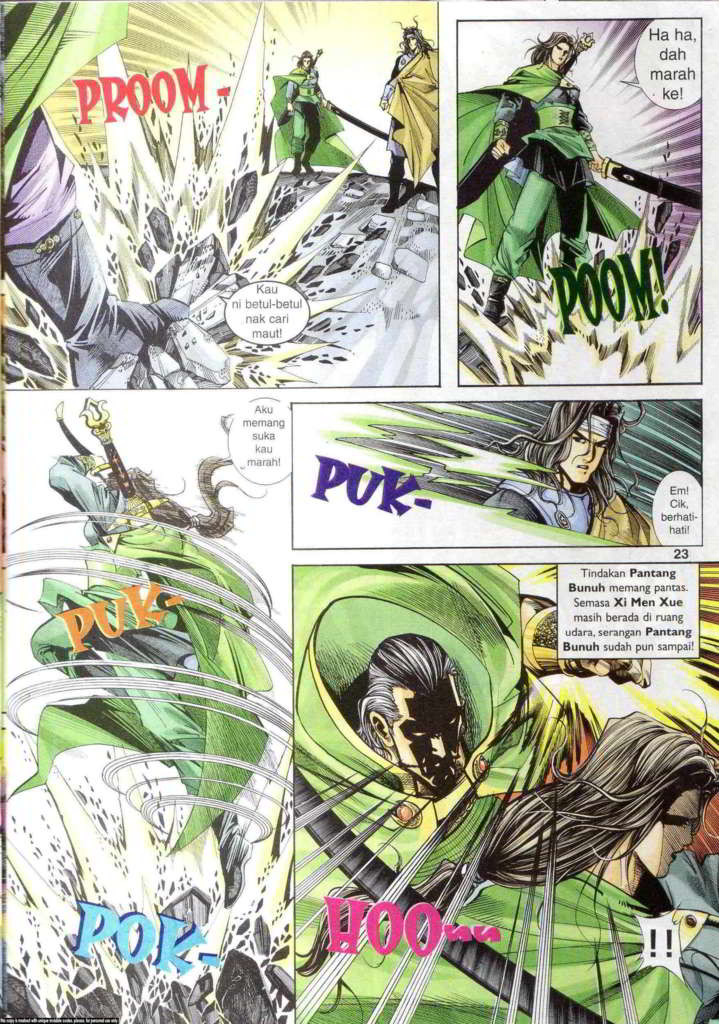 PROOM-
Kau
ni betul-betul
nak cari
maut!
Ha ha,
dah
marah
ke!
POOM!
Aku
memang
suka
kau
marah!
PUK-
Em!
Cik,
berhati-
hati!
23
PUK-
POK-
Tindakan Pantang
Bunuh memang pantas.
Semasa Xi Men Xue
masih berada di ruang
udara, serangan Pantang
Bunuh sudah pun sampai!
HOO
!!